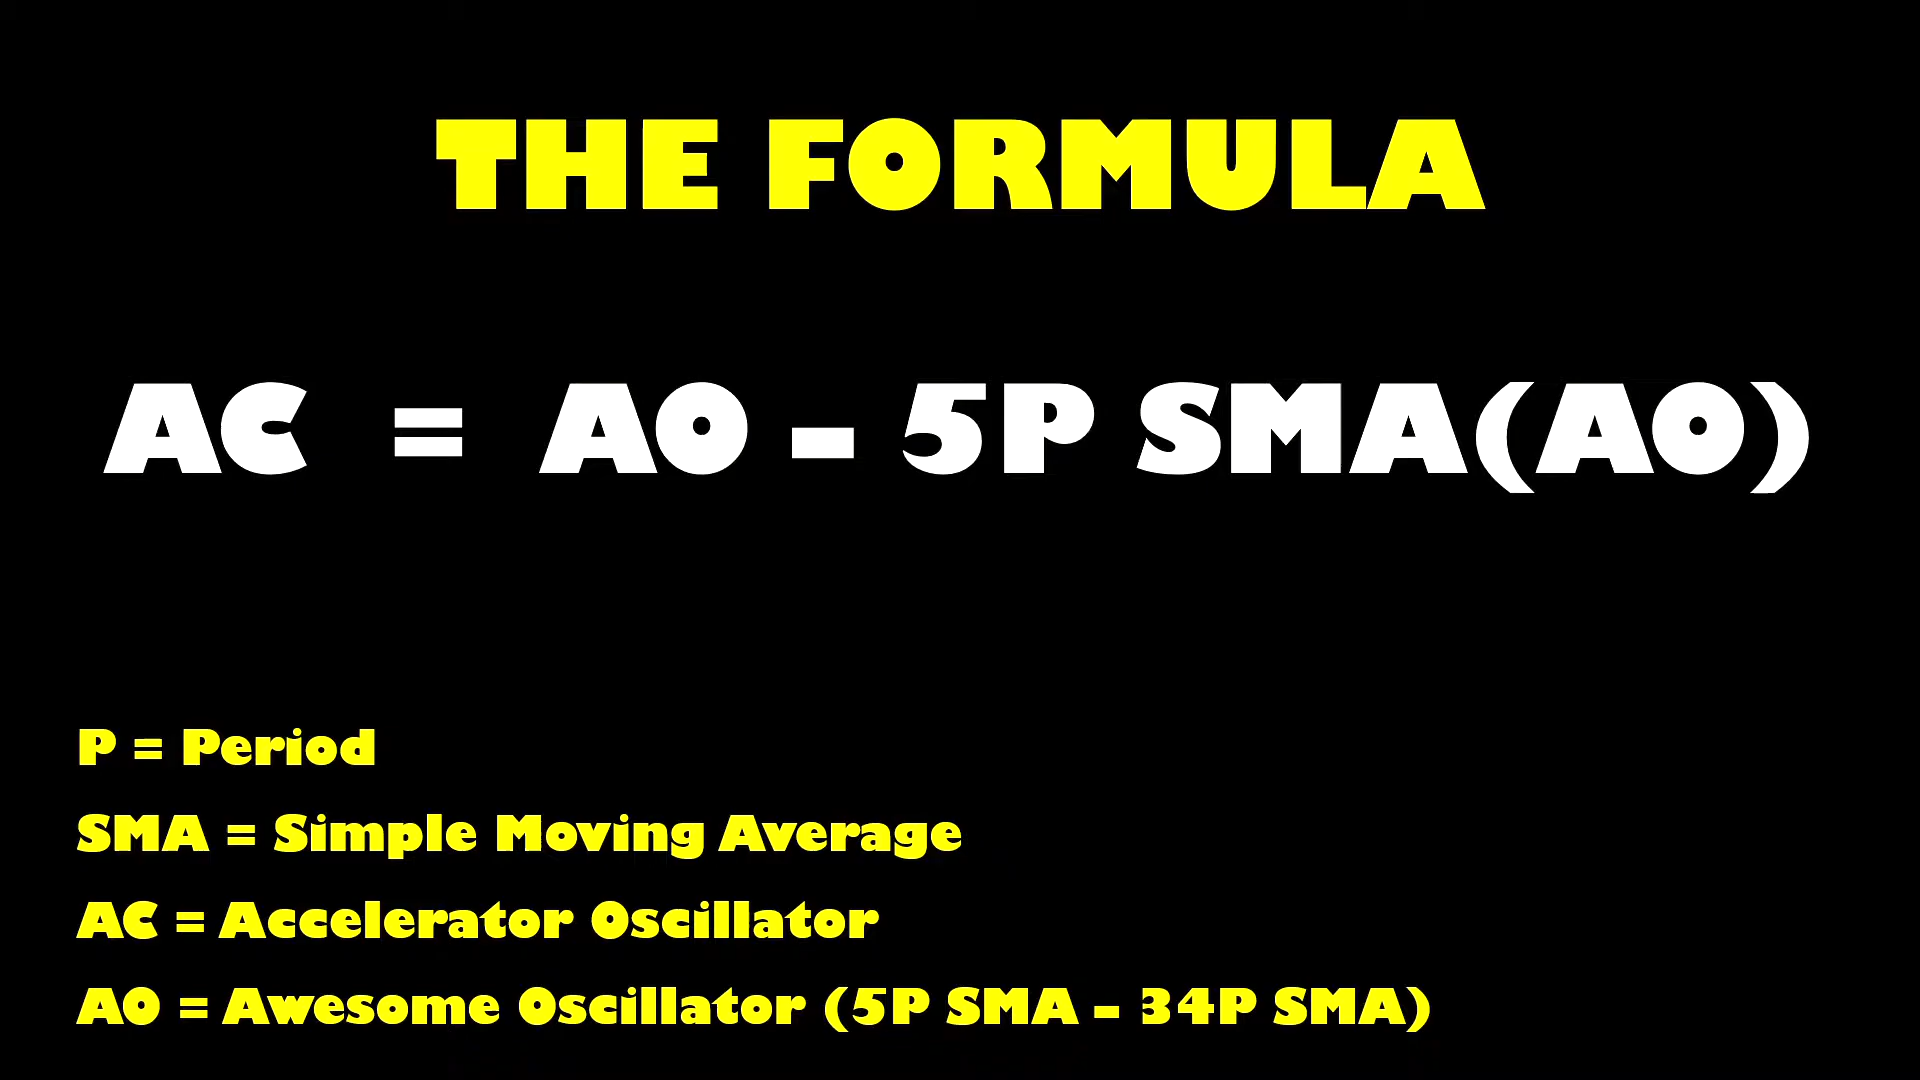 THE FORMULA
AC = AO - 5P SMA(AO)
P = Period
SMA = Simple Moving Average
AC = Accelerator Oscillator
AO = Awesome Oscillator (5P SMA - 34P SMA)